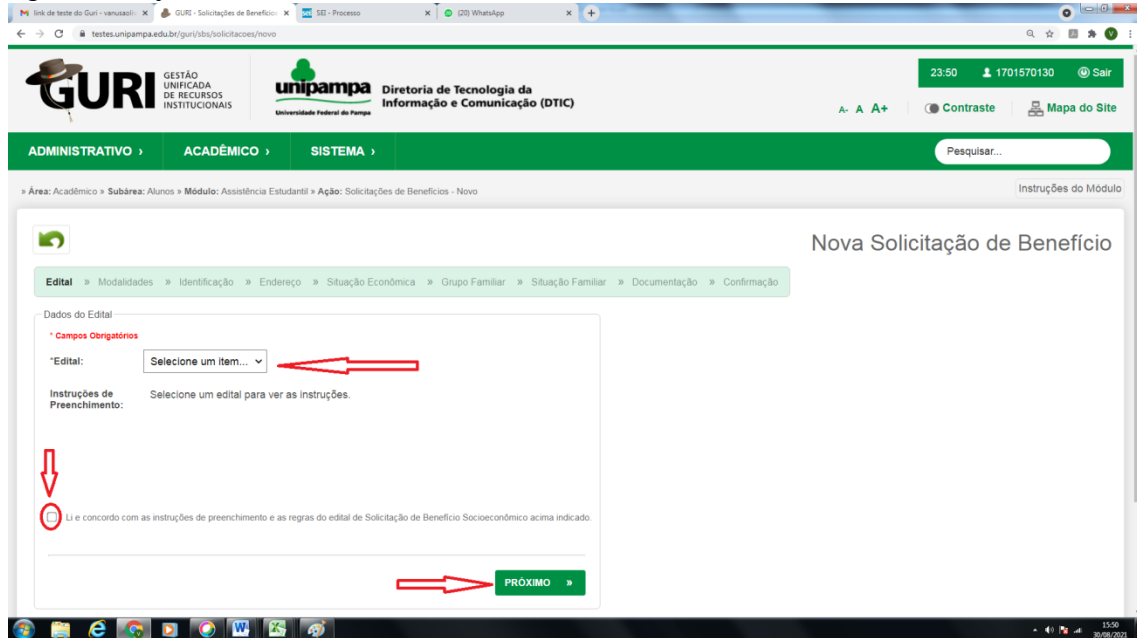 link de teste do Guri - vanusaoli
GURI - Solicitações de Benefício
SEI - Processo
(20) WhatsApp
testes.unipampa.edu.br/guri/sbs/solicitacoes/novo
GURI
GESTÃO
UNIFICADA
DE RECURSOS
INSTITUCIONAIS
unipampa
Universidade Federal do Pampa
Diretoria de Tecnologia da
Informação e Comunicação (DTIC)
23:50 1701570130 Sair
A- A A+ Contraste Mapa do Site
ADMINISTRATIVO › ACADÊMICO › SISTEMA ›
Pesquisar...
» Área: Acadêmico » Subárea: Alunos » Módulo: Assistência Estudantil » Ação: Solicitações de Benefícios - Novo
Instruções do Módulo
Nova Solicitação de Benefício
Edital » Modalidades » Identificação » Endereço » Situação Econômica » Grupo Familiar » Situação Familiar » Documentação » Confirmação
Dados do Edital
* Campos Obrigatórios
*Edital: Selecione um item...
Instruções de
Preenchimento:
Selecione um edital para ver as instruções.
Li e concordo com as instruções de preenchimento e as regras do edital de Solicitação de Benefício Socioeconômico acima indicado.
PRÓXIMO »
15:50
30/08/2021